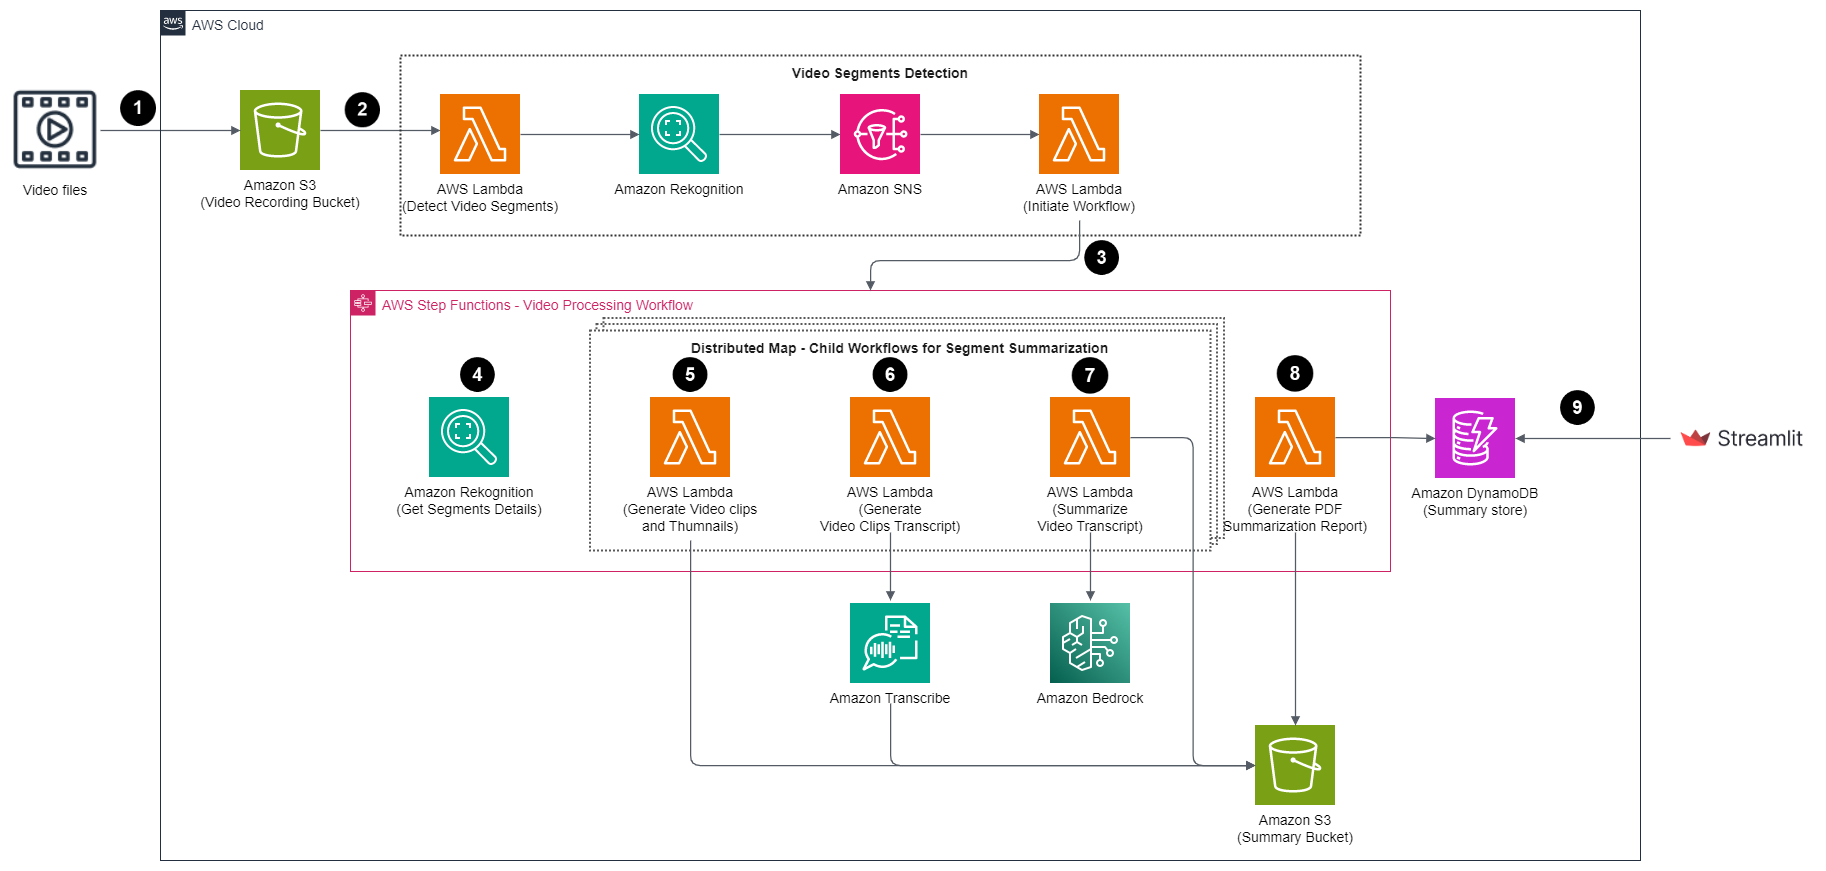 aws
AWS Cloud
Video Segments Detection
1
2
Video files
Amazon S3
(Video Recording Bucket)
AWS Lambda
(Detect Video Segments)
Amazon Rekognition
Amazon SNS
AWS Lambda
(Initiate Workflow)
3
AWS Step Functions - Video Processing Workflow
Distributed Map - Child Workflows for Segment Summarization
4
5
6
7
8
9
Amazon Rekognition
(Get Segments Details)
AWS Lambda
(Generate Video clips
and Thumnails)
AWS Lambda
(Generate
Video Clips Transcript)
AWS Lambda
(Summarize
Video Transcript)
AWS Lambda
(Generate PDF
Summarization Report)
Amazon DynamoDB
(Summary store)
Streamlit
Amazon Transcribe
Amazon Bedrock
Amazon S3
(Summary Bucket)